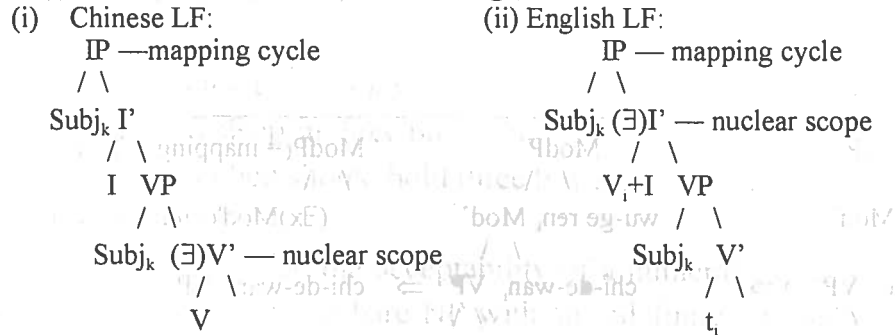 (i) Chinese LF: (ii) English LF:
IP —mapping cycle IP — mapping cycle
/ \ / \
Subjk I’ Subjk (∃)I’ — nuclear scope
/ \ / \
I VP Vi+I VP
/ \ / \
Subjk (∃)V’ — nuclear scope Subjk V’
/ \ / \
V ti